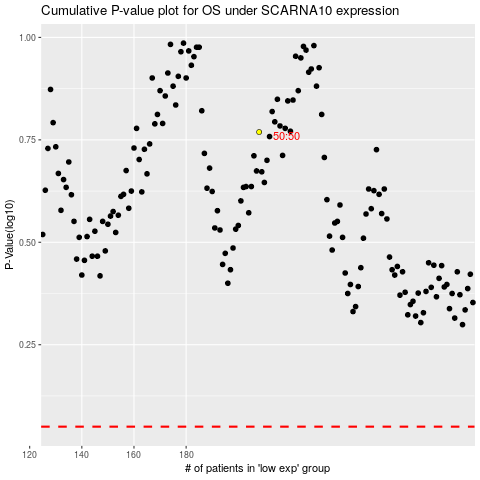 Cumulative P-value plot for OS under SCARNA10 expression
P-Value(log10)
1.00
0.75
0.50
0.25
50:50
120 140 160 180
# of patients in 'low exp' group